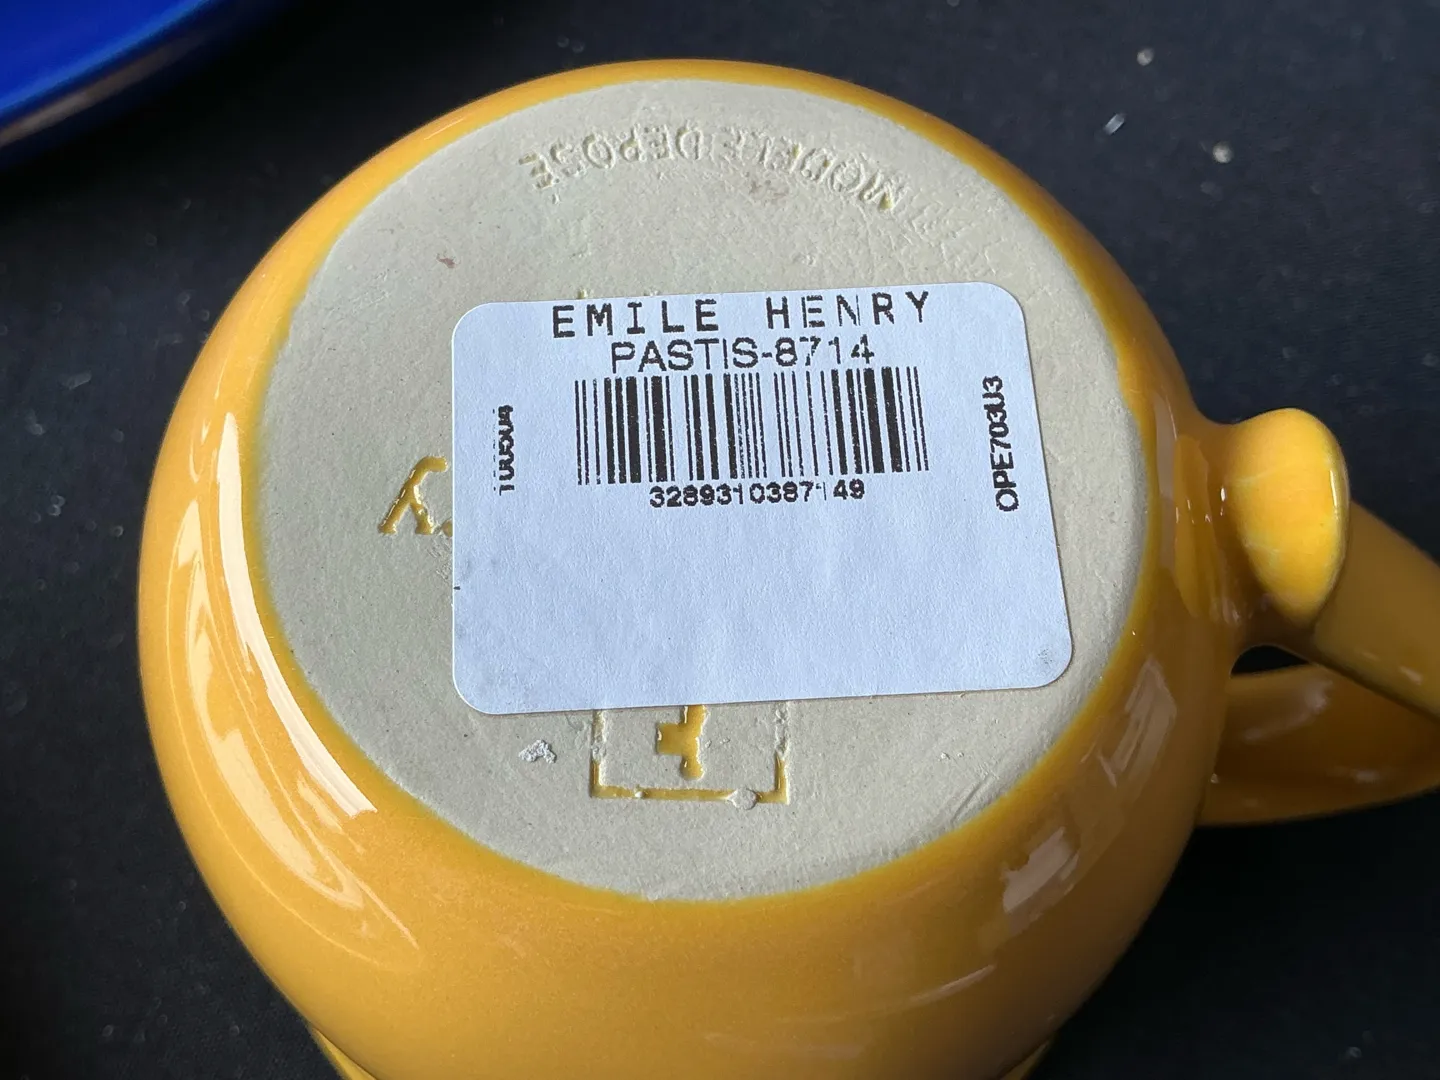 MODELE DEPOSE
EMILE HENRY
PASTIS-8714
3289310387149
OPE703U3